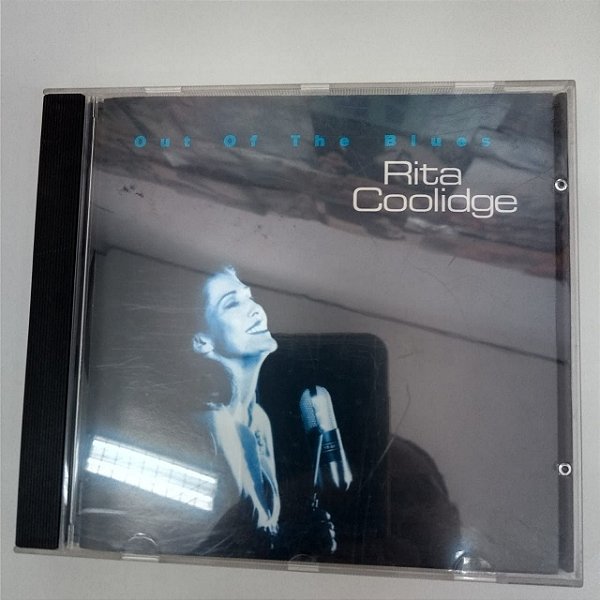 Out Of The Blues
Rita
Coolidge